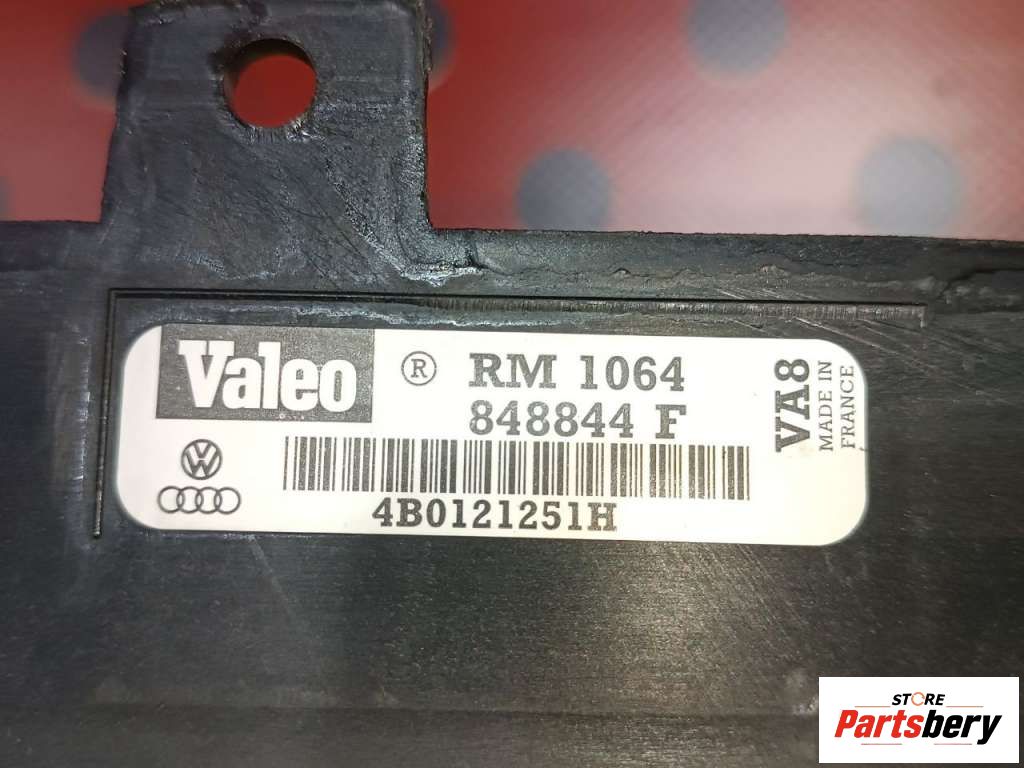 Valeo ® RM 1064
848844 F
4B0121251H
VA8
MADE IN
FRANCE
STORE
Partsbery